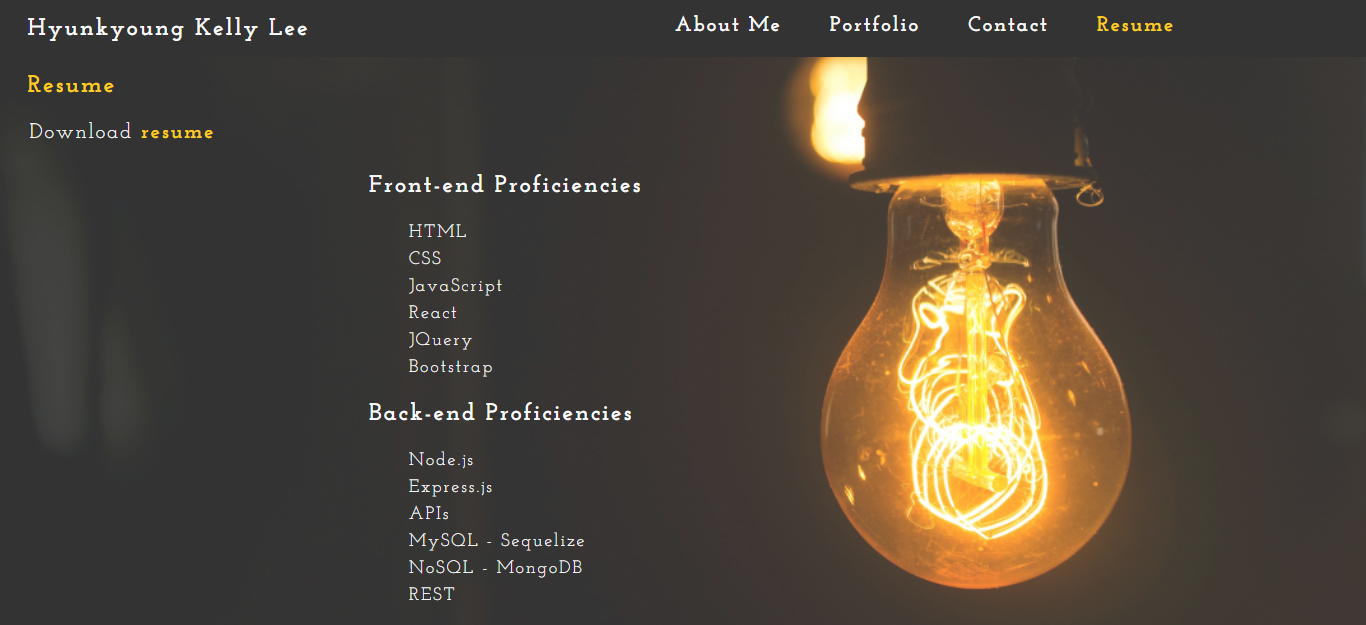 Hyunkyoung Kelly Lee
About Me Portfolio Contact Resume
Resume
Download resume
Front-end Proficiencies
HTML
CSS
JavaScript
React
JQuery
Bootstrap
Back-end Proficiencies
Node.js
Express.js
APIs
MySQL - Sequelize
NoSQL - MongoDB
REST